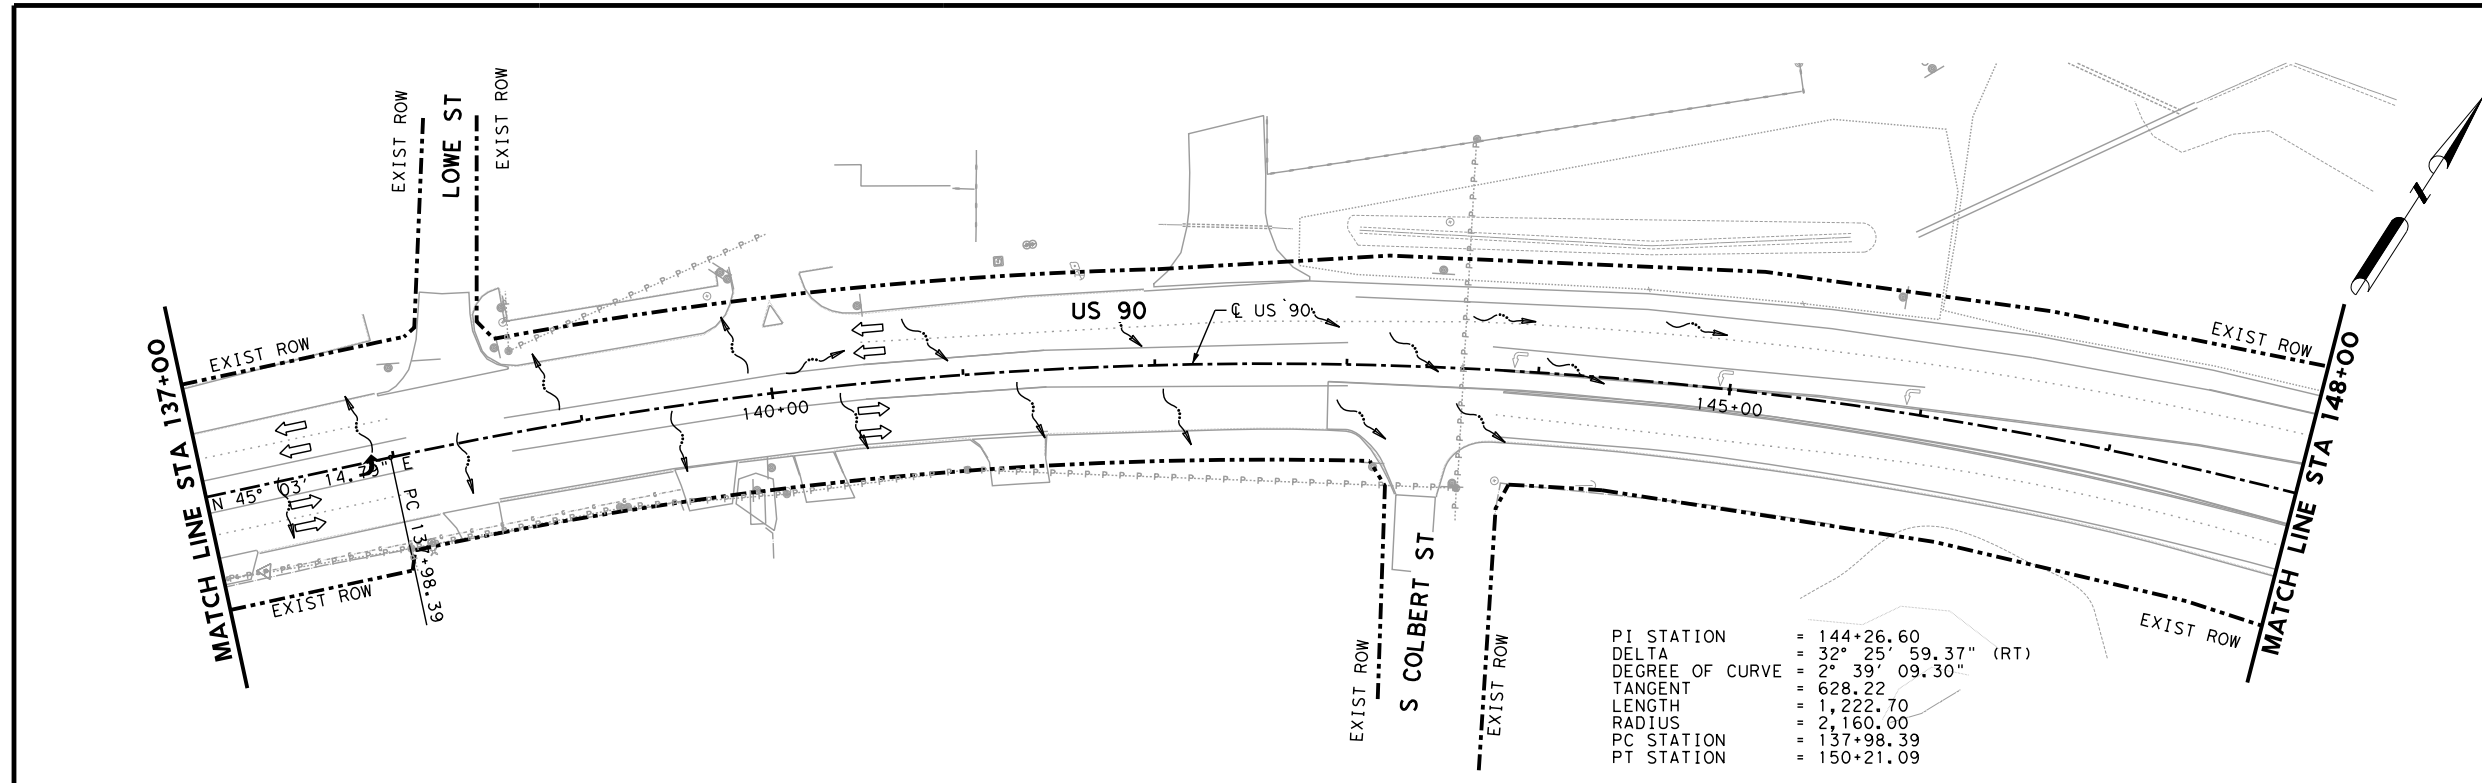 EXIST ROW
LOWE ST
EXIST ROW
US 90
℄ US 90
EXIST ROW
EXIST ROW
MATCH LINE STA 137+00
MATCH LINE STA 148+00
140+00
145+00
N 45° 03' 14.79" E
PC 137+98.39
EXIST ROW
EXIST ROW
EXIST ROW
S COLBERT ST
EXIST ROW
N
PI STATION = 144+26.60
DELTA = 32° 25' 59.37" (RT)
DEGREE OF CURVE = 2° 39' 09.30"
TANGENT = 628.22
LENGTH = 1,222.70
RADIUS = 2,160.00
PC STATION = 137+98.39
PT STATION = 150+21.09